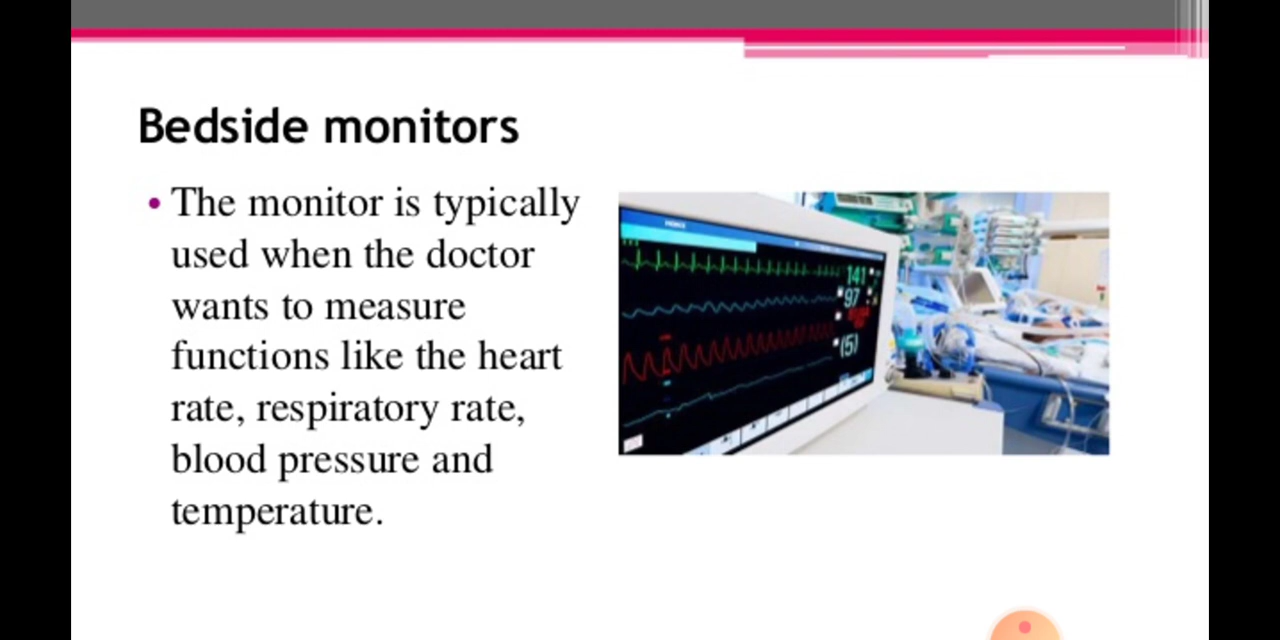 Bedside monitors
• The monitor is typically
used when the doctor
wants to measure
functions like the heart
rate, respiratory rate,
blood pressure and
temperature.
141
97
(5)